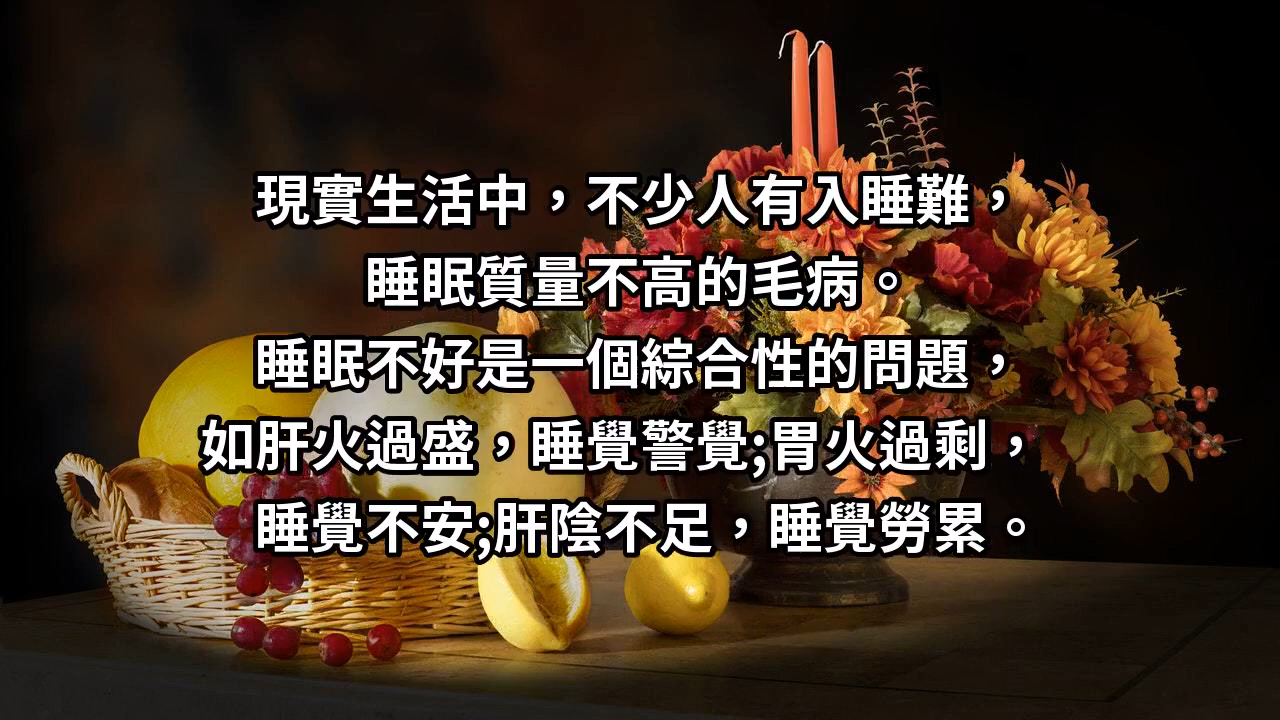 現實生活中，不少人有入睡難，
睡眠質量不高的毛病。
睡眠不好是一個綜合性的問題，
如肝火過盛，睡覺警覺;胃火過剩，
睡覺不安;肝陰不足，睡覺勞累。